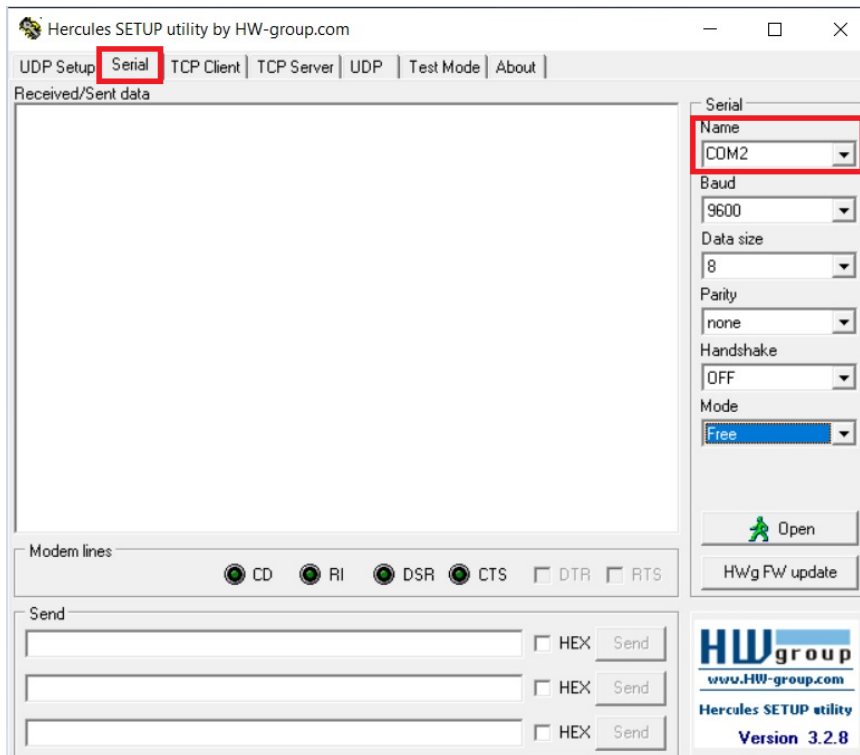 Hercules SETUP utility by HW-group.com
UDP Setup Serial TCP Client TCP Server UDP Test Mode About
Received/Sent data
Serial
Name
COM2
Baud
9600
Data size
8
Parity
none
Handshake
OFF
Mode
Free
Open
HWg FW update
Modem lines
CD RI DSR CTS DTR RTS
Send
HEX Send
HEX Send
HEX Send
HW group
www.HW-group.com
Hercules SETUP utility
Version 3.2.8